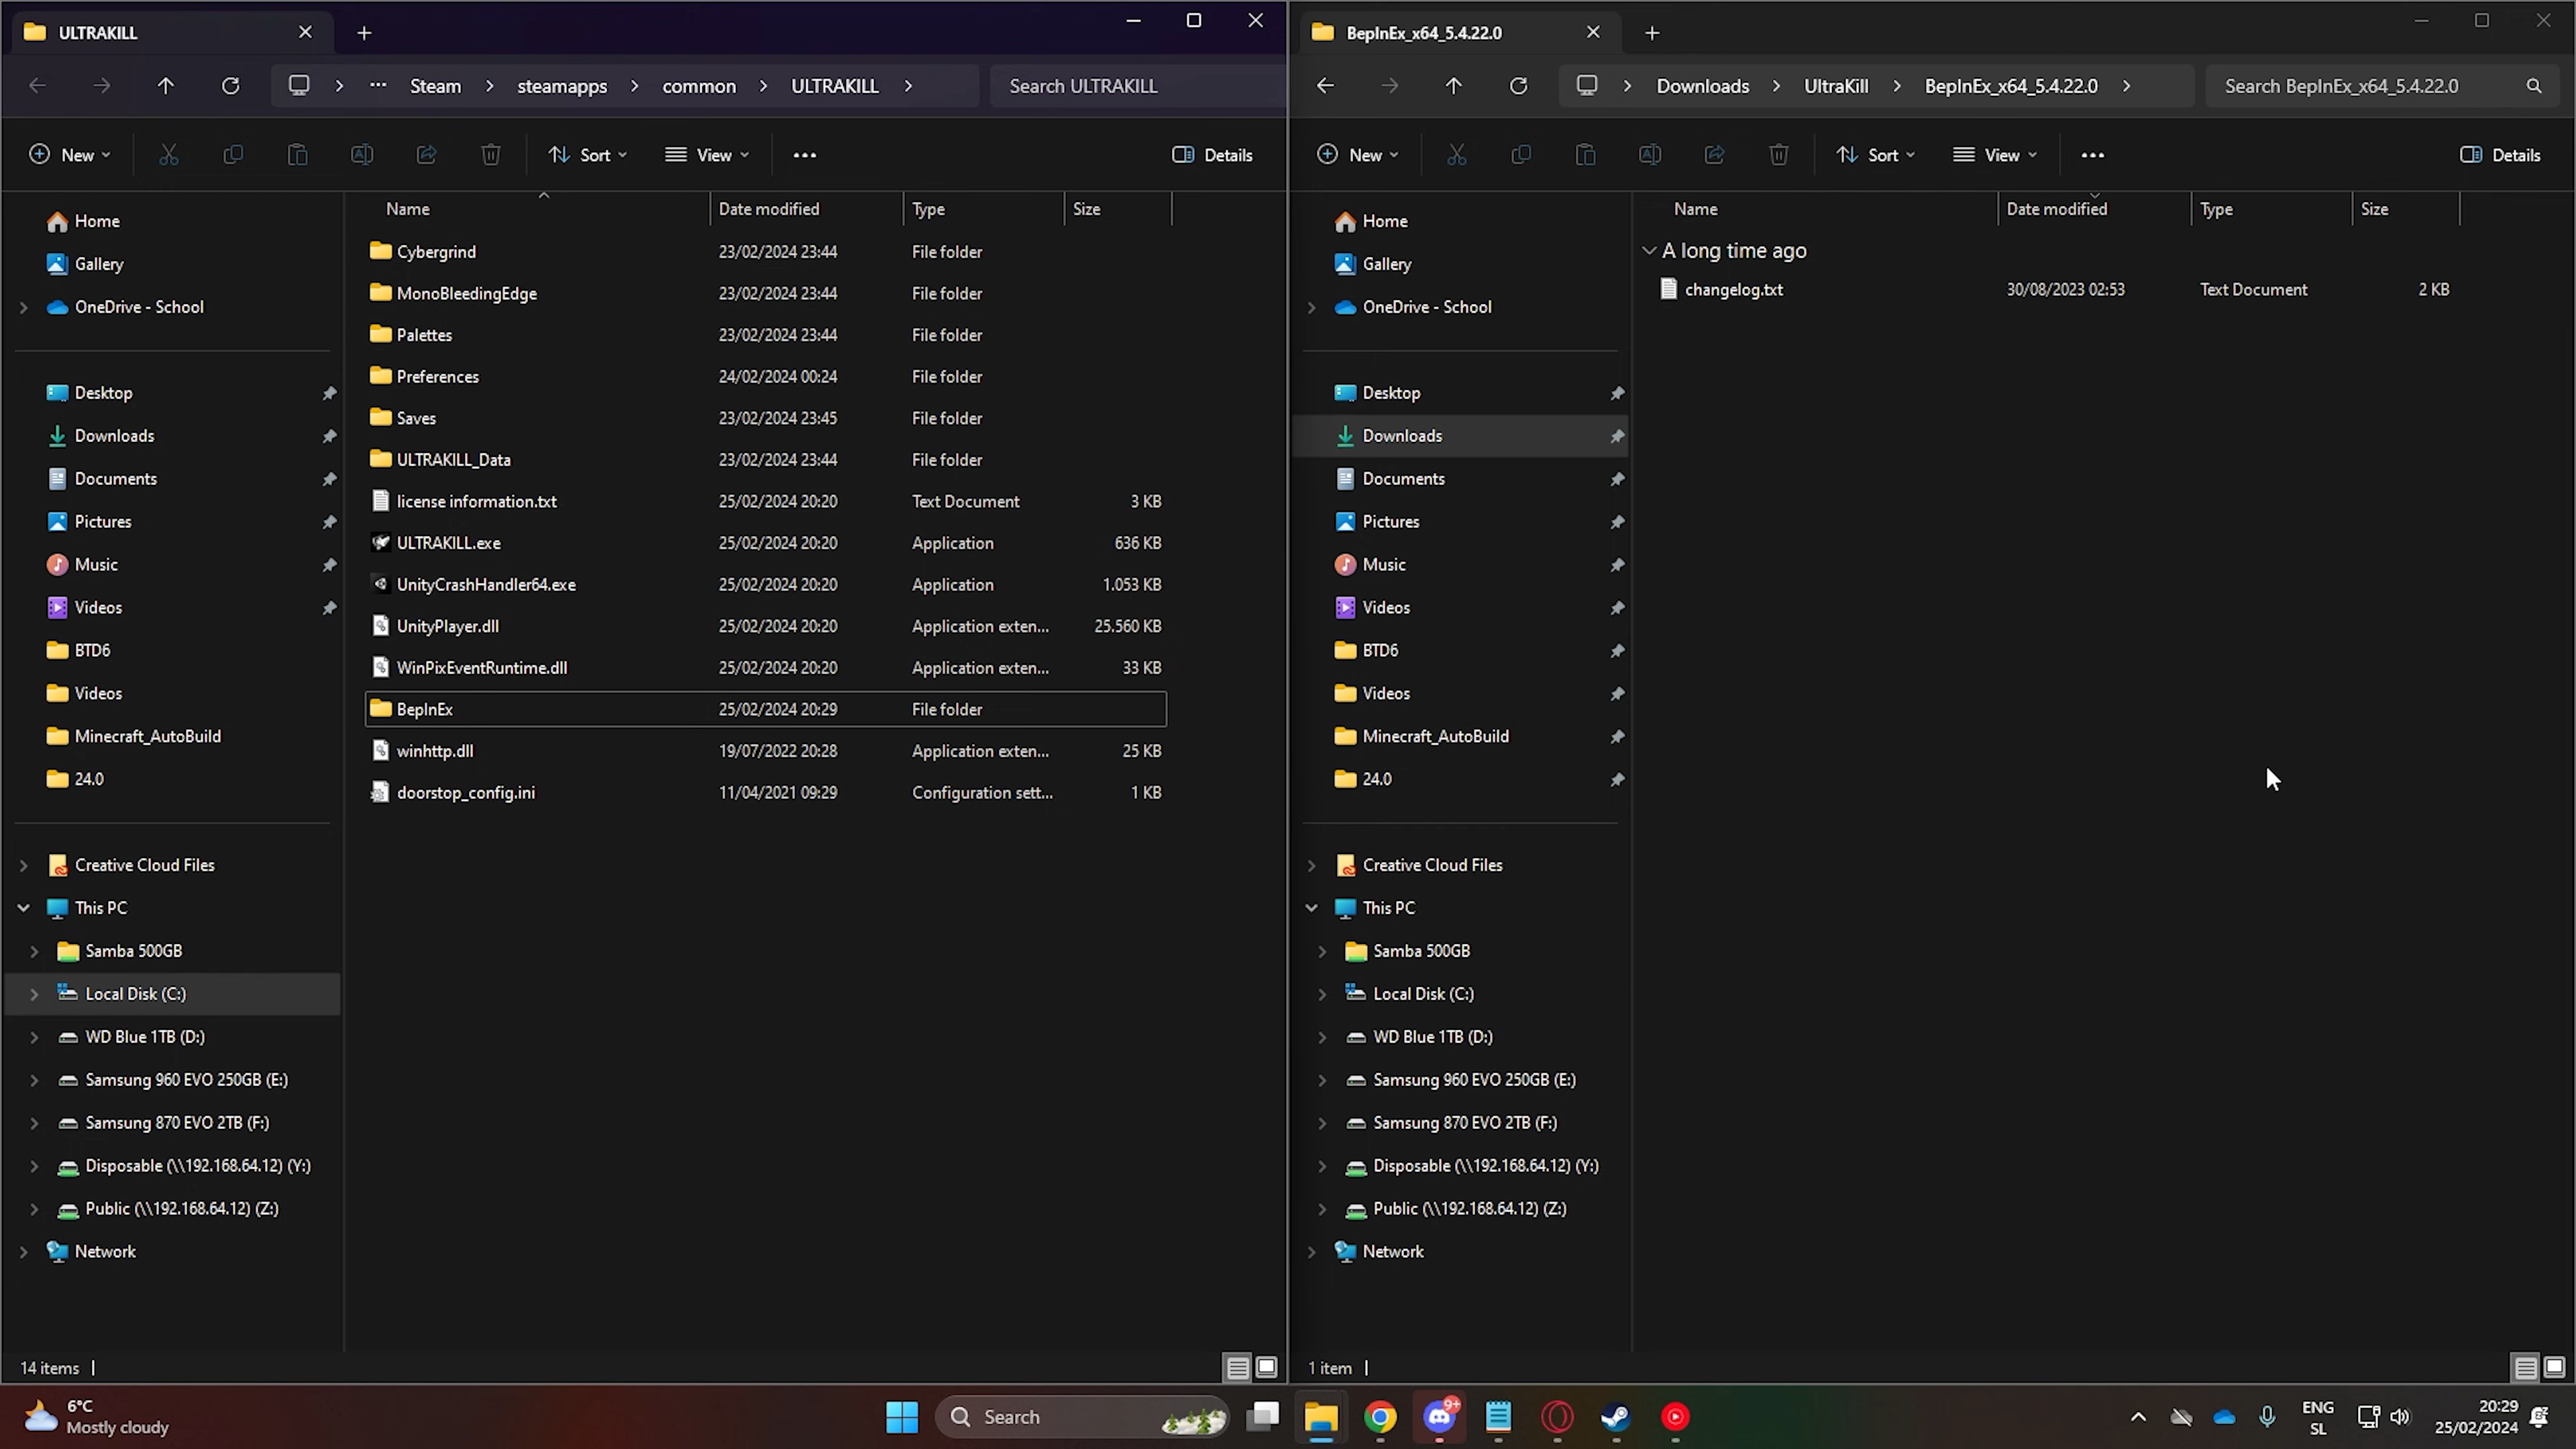 ULTRAKILL
Steam steamapps common ULTRAKILL
Search ULTRAKILL
New Sort View ... Details
Name Date modified Type Size
Home
Gallery
OneDrive - School
Desktop
Downloads
Documents
Pictures
Music
Videos
BTD6
Videos
Minecraft_AutoBuild
24.0
Creative Cloud Files
This PC
Samba 500GB
Local Disk (C:)
WD Blue 1TB (D:)
Samsung 960 EVO 250GB (E:)
Samsung 870 EVO 2TB (F:)
Disposable (\\192.168.64.12) (Y:)
Public (\\192.168.64.12) (Z:)
Network
Cybergrind 23/02/2024 23:44 File folder
MonoBleedingEdge 23/02/2024 23:44 File folder
Palettes 23/02/2024 23:44 File folder
Preferences 24/02/2024 00:24 File folder
Saves 23/02/2024 23:45 File folder
ULTRAKILL_Data 23/02/2024 23:44 File folder
license information.txt 25/02/2024 20:20 Text Document 3 KB
ULTRAKILL.exe 25/02/2024 20:20 Application 636 KB
UnityCrashHandler64.exe 25/02/2024 20:20 Application 1.053 KB
UnityPlayer.dll 25/02/2024 20:20 Application exten... 25.560 KB
WinPixEventRuntime.dll 25/02/2024 20:20 Application exten... 33 KB
BepInEx 25/02/2024 20:29 File folder
winhttp.dll 19/07/2022 20:28 Application exten... 25 KB
doorstop_config.ini 11/04/2021 09:29 Configuration sett... 1 KB
14 items
BepInEx_x64_5.4.22.0
Downloads UltraKill BepInEx_x64_5.4.22.0
Search BepInEx_x64_5.4.22.0
New Sort View ... Details
Name Date modified Type Size
Home
Gallery
OneDrive - School
Desktop
Downloads
Documents
Pictures
Music
Videos
BTD6
Videos
Minecraft_AutoBuild
24.0
Creative Cloud Files
This PC
Samba 500GB
Local Disk (C:)
WD Blue 1TB (D:)
Samsung 960 EVO 250GB (E:)
Samsung 870 EVO 2TB (F:)
Disposable (\\192.168.64.12) (Y:)
Public (\\192.168.64.12) (Z:)
Network
A long time ago
changelog.txt 30/08/2023 02:53 Text Document 2 KB
1 item
6°C
Mostly cloudy
Search
9+
ENG
SL
20:29
25/02/2024